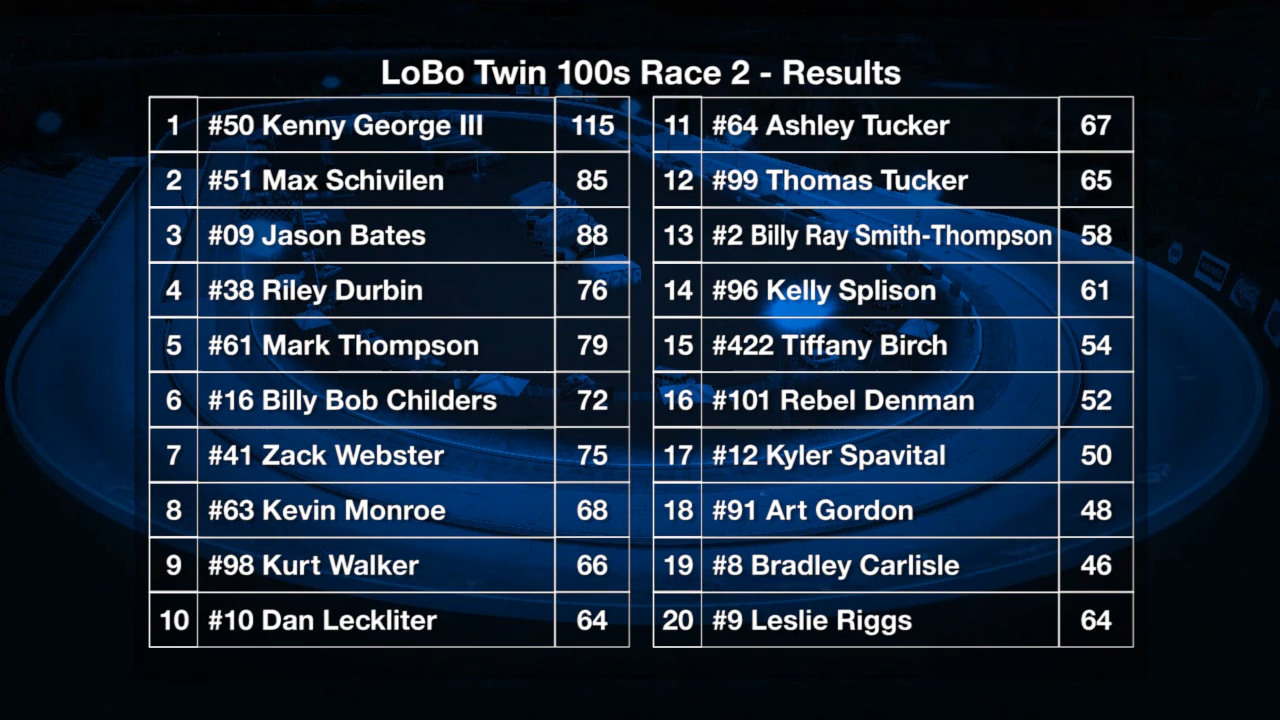 LoBo Twin 100s Race 2 - Results
1 #50 Kenny George III 115
2 #51 Max Schivilen 85
3 #09 Jason Bates 88
4 #38 Riley Durbin 76
5 #61 Mark Thompson 79
6 #16 Billy Bob Childers 72
7 #41 Zack Webster 75
8 #63 Kevin Monroe 68
9 #98 Kurt Walker 66
10 #10 Dan Leckliter 64
11 #64 Ashley Tucker 67
12 #99 Thomas Tucker 65
13 #2 Billy Ray Smith-Thompson 58
14 #96 Kelly Splison 61
15 #422 Tiffany Birch 54
16 #101 Rebel Denman 52
17 #12 Kyler Spavital 50
18 #91 Art Gordon 48
19 #8 Bradley Carlisle 46
20 #9 Leslie Riggs 64